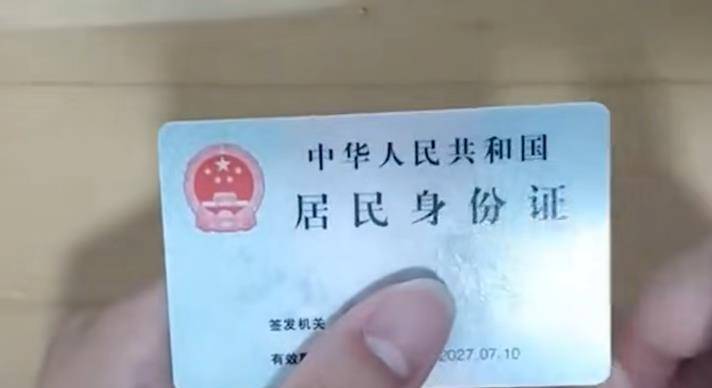 中华人民共和国
居民身份证
签发机关
有效期 2027.07.10